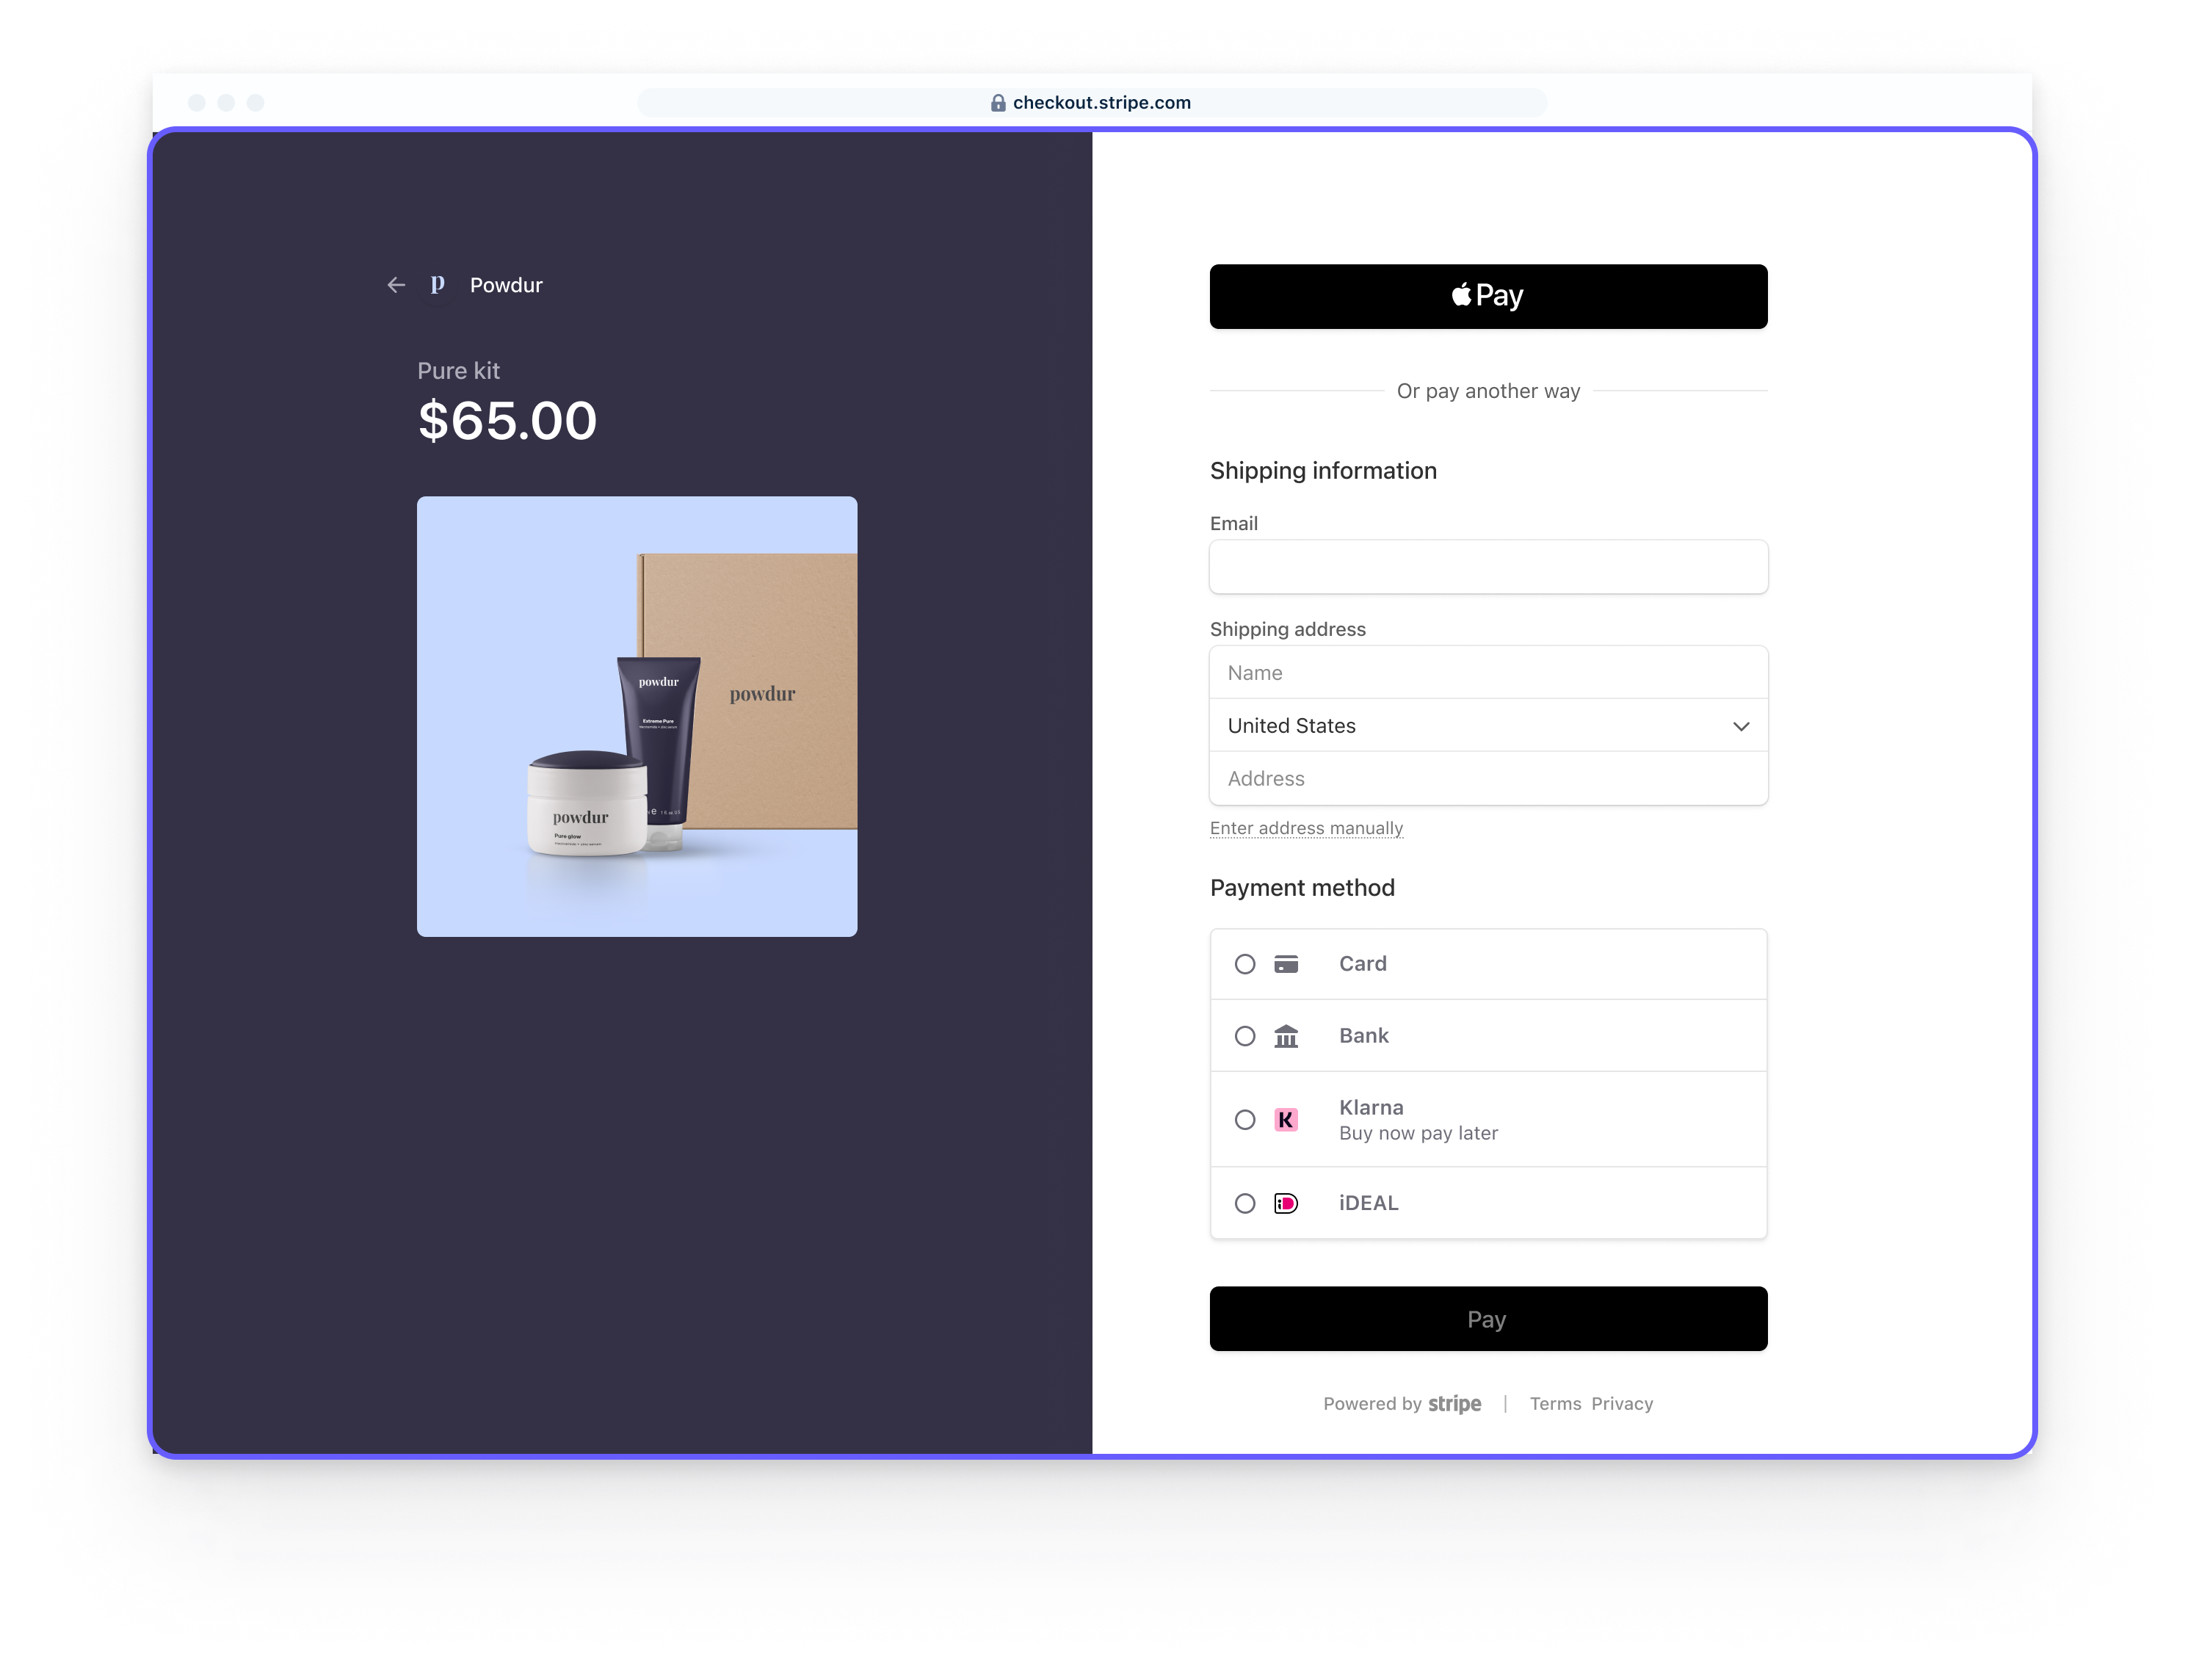 checkout.stripe.com
p Powdur
Pure kit
$65.00
powdur
Extreme Pure
powdur
powdur
Pure glow
Pay
Or pay another way
Shipping information
Email
Shipping address
Name
United States
Address
Enter address manually
Payment method
Card
Bank
K Klarna
Buy now pay later
iD iDEAL
Pay
Powered by stripe | Terms Privacy